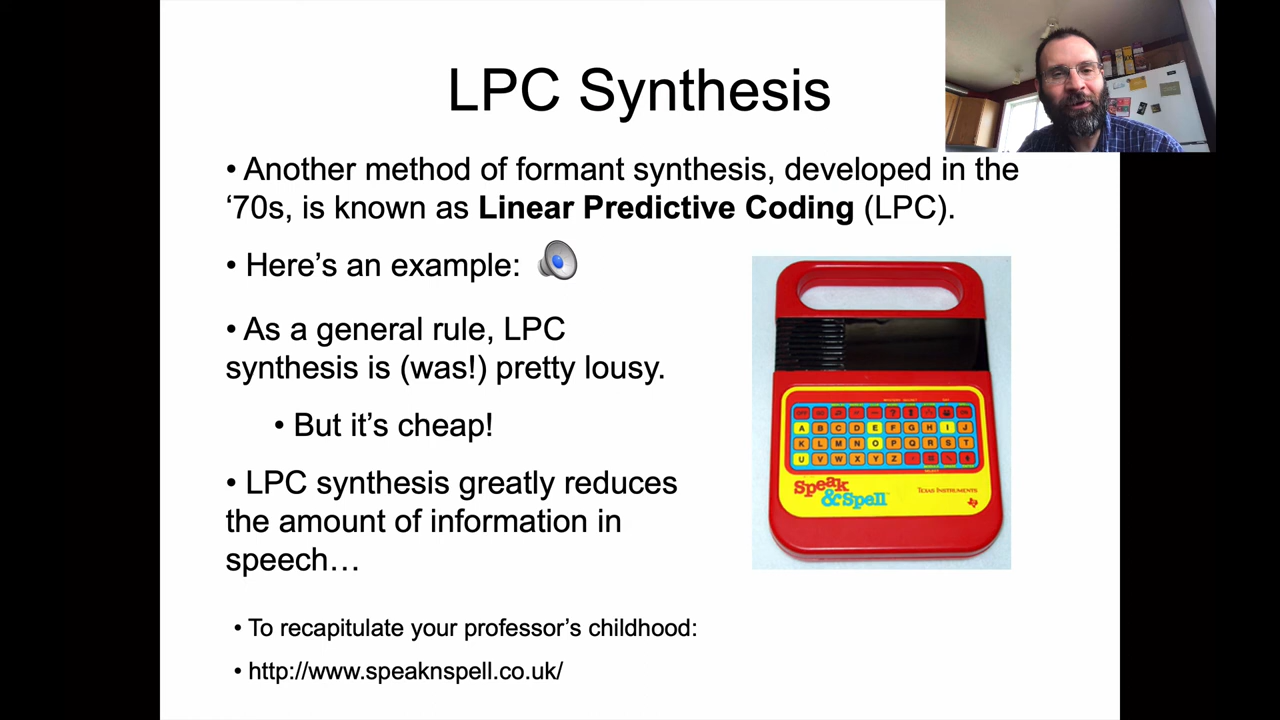 LPC Synthesis
• Another method of formant synthesis, developed in the
‘70s, is known as Linear Predictive Coding (LPC).
• Here’s an example:
• As a general rule, LPC
synthesis is (was!) pretty lousy.
• But it’s cheap!
• LPC synthesis greatly reduces
the amount of information in
speech…
• To recapitulate your professor’s childhood:
• http://www.speaknspell.co.uk/
OFF GO
ON
A B C D E F G H I J
K L M N O P Q R S T
U V W X Y Z
Speak
& Spell
TEXAS INSTRUMENTS